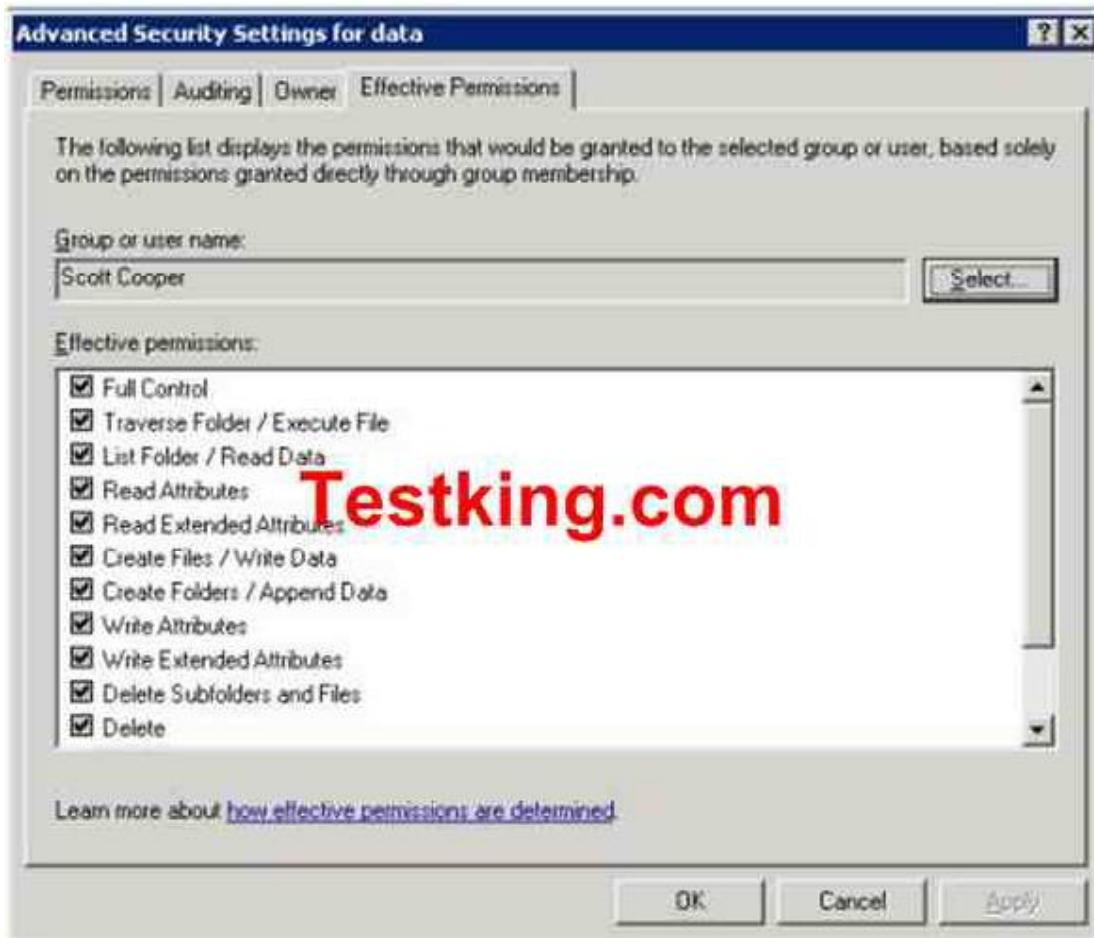 Advanced Security Settings for data
? X
Permissions Auditing Owner Effective Permissions
The following list displays the permissions that would be granted to the selected group or user, based solely
on the permissions granted directly through group membership.
Group or user name:
Scott Cooper
Select...
Effective permissions:
Full Control
Traverse Folder / Execute File
List Folder / Read Data
Read Attributes
Testking.com
Read Extended Attributes
Create Files / Write Data
Create Folders / Append Data
Write Attributes
Write Extended Attributes
Delete Subfolders and Files
Delete
Learn more about how effective permissions are determined.
OK Cancel Apply